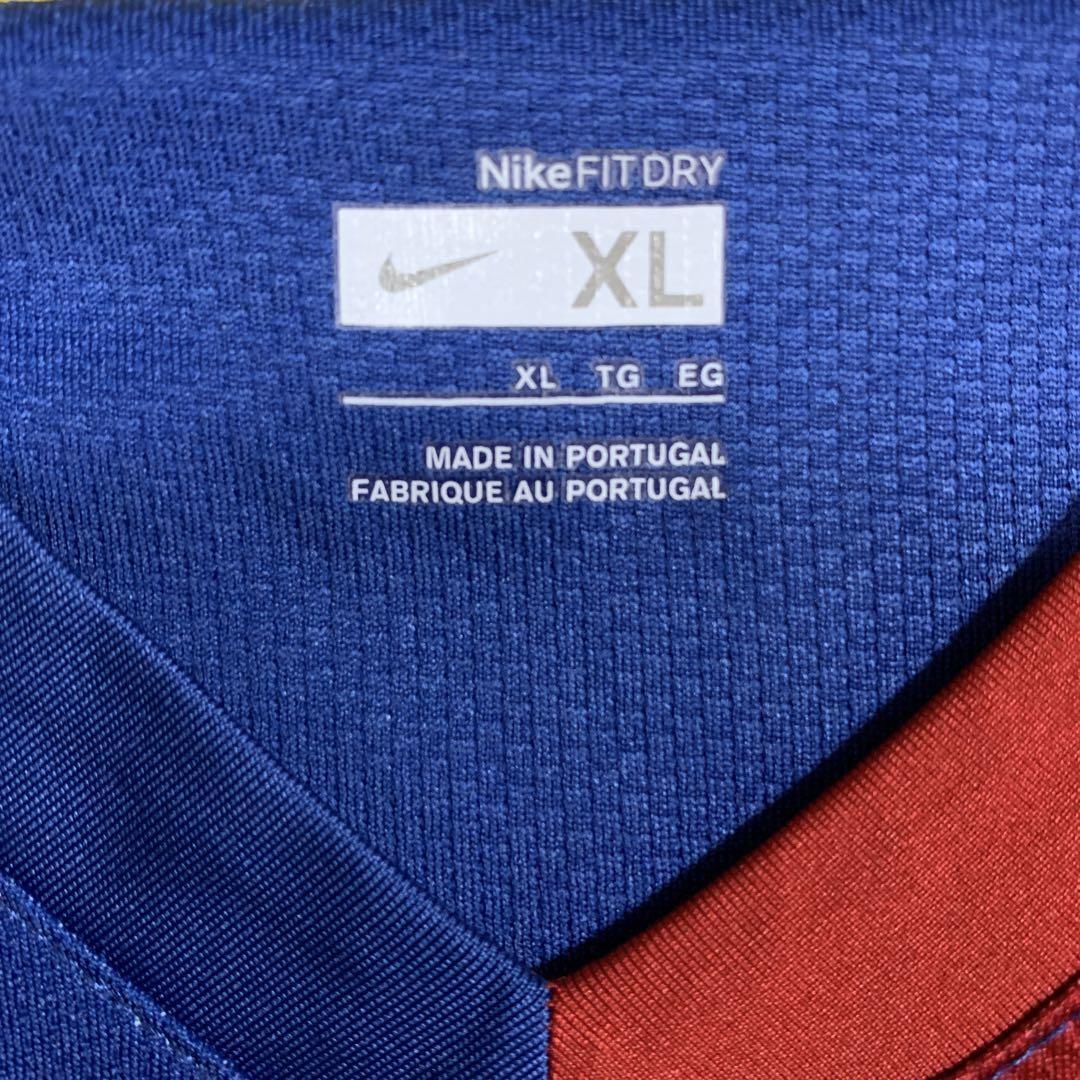 NikeFITDRY
XL
XL TG EG
MADE IN PORTUGAL
FABRIQUE AU PORTUGAL